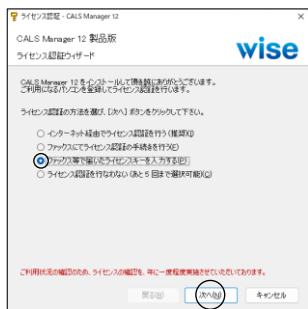 ライセンス認証 - CALS Manager 12
CALS Manager 12 製品版
ライセンス認証ウィザード
wise
CALS Manager 12 をインストールして頂き誠にありがとうございます。
ご利用になるパソコンを登録してライセンス認証を行います。
ライセンス認証の方法を選び、[次へ] ボタンをクリックして下さい。
インターネット経由でライセンス認証を行う(推奨)(I)
ファックスにてライセンス認証の手続を行う(F)
ファックス等で届いたライセンスキーを入力する(P)
ライセンス認証を行なわない (あと 5 回まで選択可能)(C)
ご利用状況の確認のため、ライセンスの確認を、年に一度程度実施させていただいております。
戻る(B)
次へ(N)
キャンセル